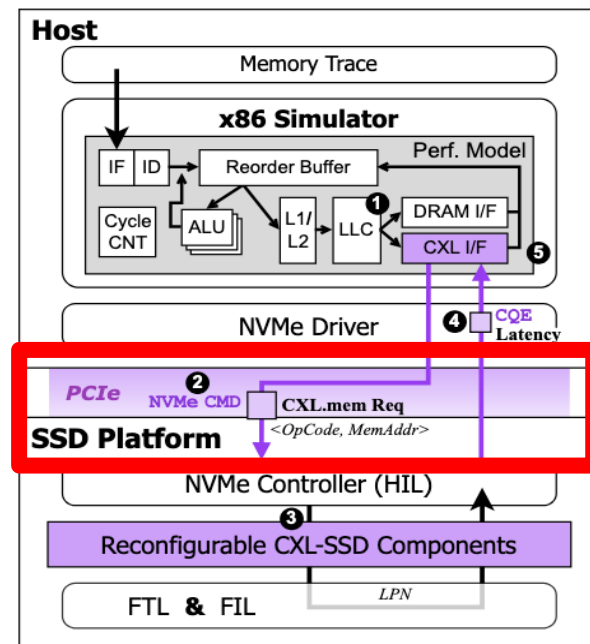 Host
Memory Trace
x86 Simulator
Perf. Model
IF ID
Reorder Buffer
Cycle
CNT
ALU
L1/
L2
LLC
1
DRAM I/F
CXL I/F
5
NVMe Driver
4 CQE
Latency
PCIe
2
NVMe CMD
CXL.mem Req
<OpCode, MemAddr>
SSD Platform
NVMe Controller (HIL)
3
Reconfigurable CXL-SSD Components
LPN
FTL & FIL